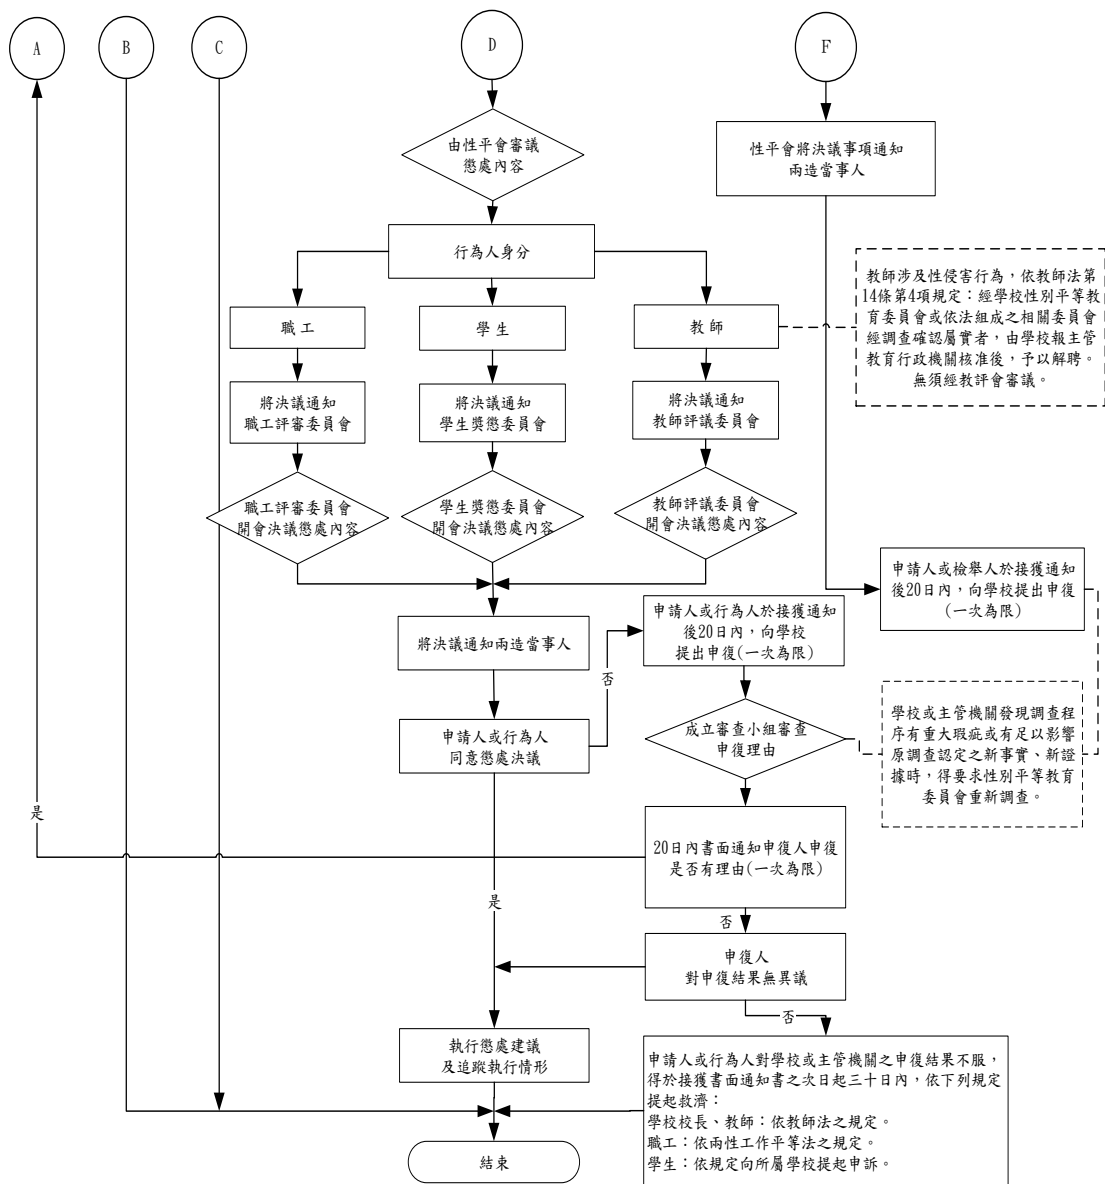 A
B
C
D
F
由性平會審議
懲處內容
性平會將決議事項通知
兩造當事人
行為人身分
教師涉及性侵害行為，依教師法第
14條第4項規定：經學校性別平等教
育委員會或依法組成之相關委員會
經調查確認屬實者，由學校報主管
教育行政機關核准後，予以解聘。
無須經教評會審議。
職工
學生
教師
將決議通知
職工評審委員會
將決議通知
學生獎懲委員會
將決議通知
教師評議委員會
職工評審委員會
開會決議懲處內容
學生獎懲委員會
開會決議懲處內容
教師評議委員會
開會決議懲處內容
申請人或檢舉人於接獲通知
後20日內，向學校提出申復
(一次為限)
將決議通知兩造當事人
申請人或行為人於接獲通知
後20日內，向學校
提出申復(一次為限)
否
申請人或行為人
同意懲處決議
成立審查小組審查
申復理由
學校或主管機關發現調查程
序有重大瑕疵或有足以影響
原調查認定之新事實、新證
據時，得要求性別平等教育
委員會重新調查。
是
20日內書面通知申復人申復
是否有理由(一次為限)
是
否
申復人
對申復結果無異議
否
執行懲處建議
及追蹤執行情形
申請人或行為人對學校或主管機關之申復結果不服，
得於接獲書面通知書之次日起三十日內，依下列規定
提起救濟：
學校校長、教師：依教師法之規定。
職工：依兩性工作平等法之規定。
學生：依規定向所屬學校提起申訴。
結束